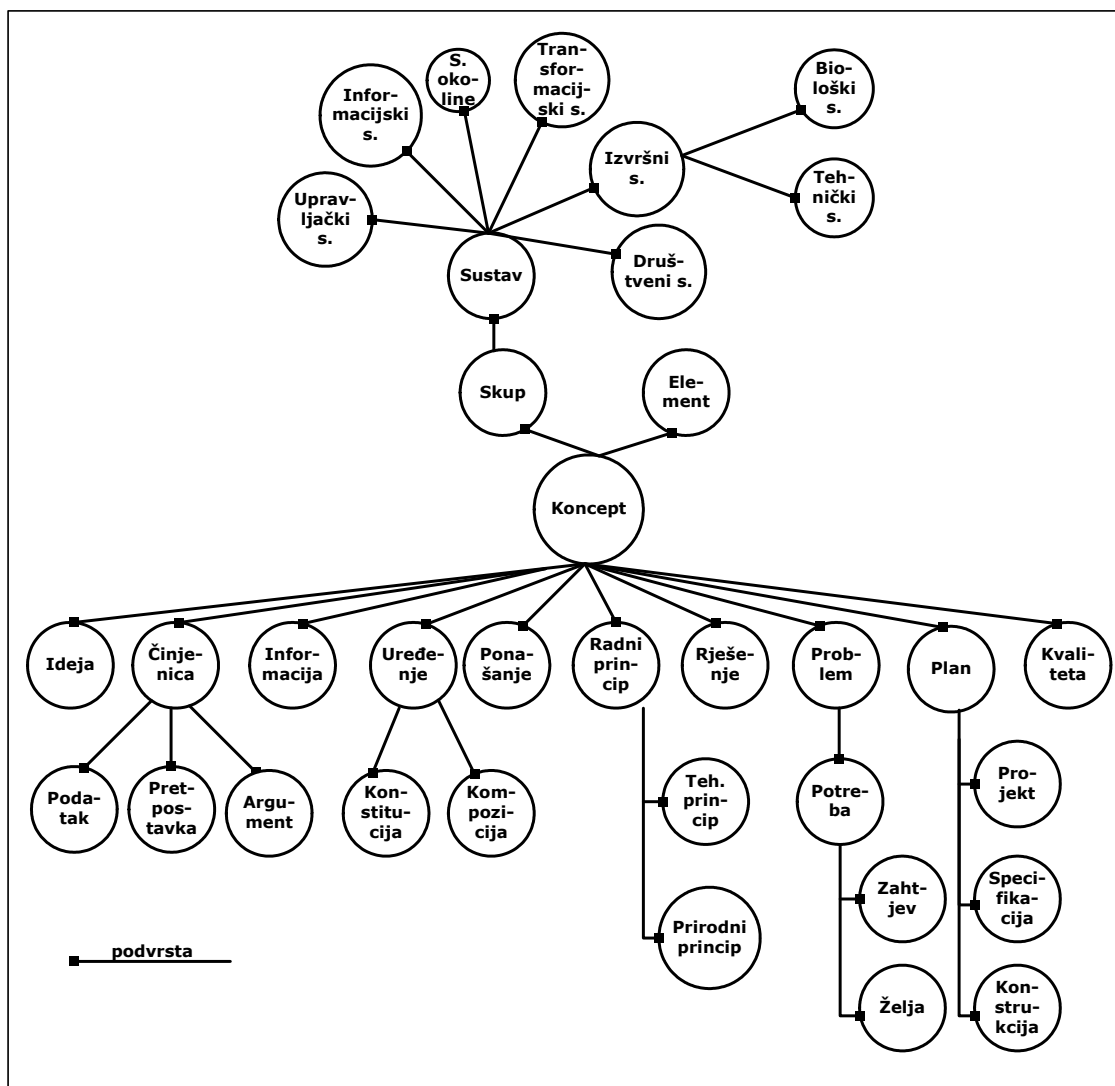 S.
oko-
line
Tran-
sfor-
macij-
ski s.
Bio-
loški
s.
Infor-
macijski
s.
Izvršni
s.
Teh-
nički
s.
Uprav-
ljački
s.
Sustav
Druš-
tveni s.
Skup
Ele-
ment
Koncept
Ideja
Činje-
nica
Infor-
macija
Uređe-
nje
Pona-
šanje
Radni
prin-
cip
Rješe-
nje
Prob-
lem
Plan
Kvali-
teta
Poda-
tak
Pret-
pos-
tavka
Argu-
ment
Kon-
stitu-
cija
Kom-
pozi-
cija
Teh.
prin-
cip
Potre-
ba
Pro-
jekt
Zaht-
jev
Speci-
fika-
cija
Prirodni
princip
podvrsta
Želja
Kon-
stru-
kcija